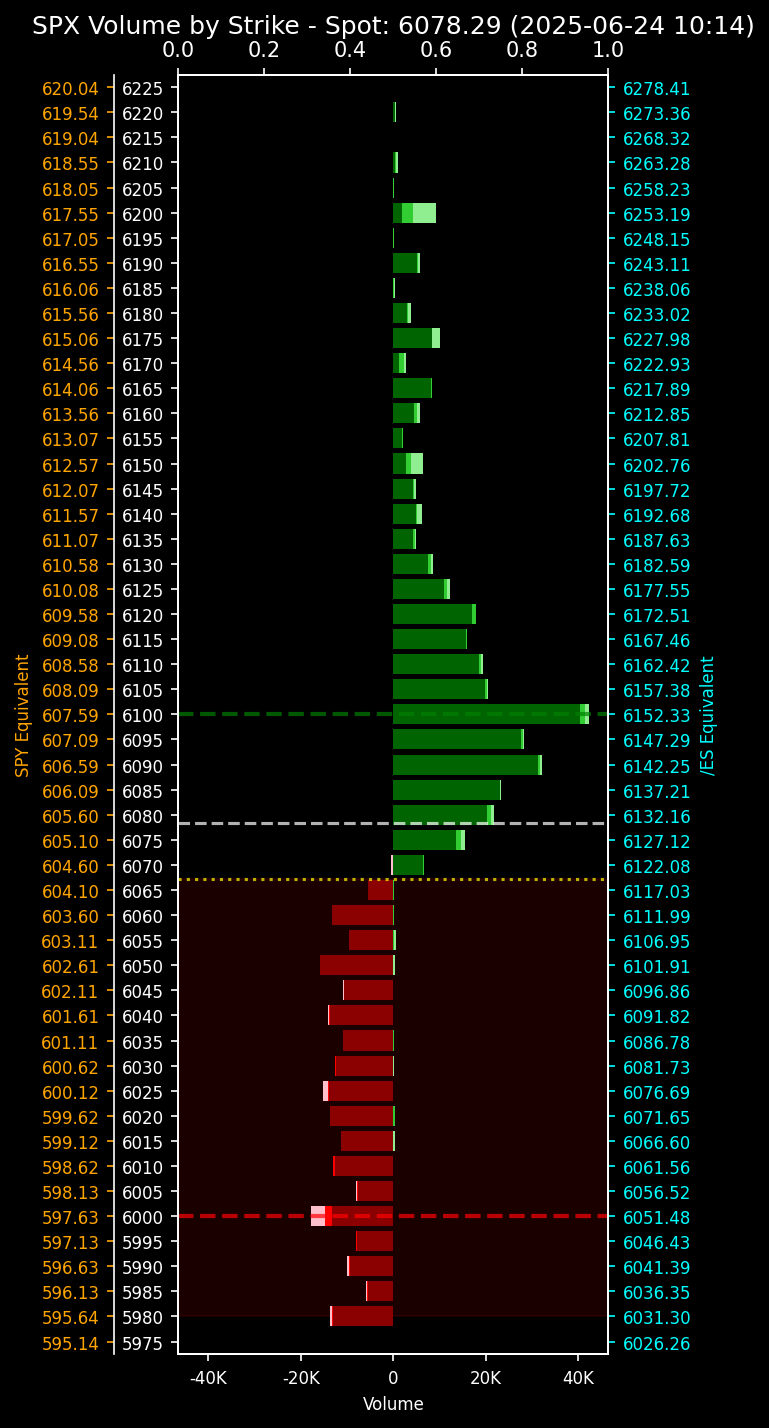 SPX Volume by Strike - Spot: 6078.29 (2025-06-24 10:14)
0.0 0.2 0.4 0.6 0.8 1.0
620.04 6225 6278.41
619.54 6220 6273.36
619.04 6215 6268.32
618.55 6210 6263.28
618.05 6205 6258.23
617.55 6200 6253.19
617.05 6195 6248.15
616.55 6190 6243.11
616.06 6185 6238.06
615.56 6180 6233.02
615.06 6175 6227.98
614.56 6170 6222.93
614.06 6165 6217.89
613.56 6160 6212.85
613.07 6155 6207.81
612.57 6150 6202.76
612.07 6145 6197.72
611.57 6140 6192.68
611.07 6135 6187.63
610.58 6130 6182.59
610.08 6125 6177.55
609.58 6120 6172.51
609.08 6115 6167.46
608.58 6110 6162.42
608.09 6105 6157.38
607.59 6100 6152.33
607.09 6095 6147.29
606.59 6090 6142.25
606.09 6085 6137.21
605.60 6080 6132.16
605.10 6075 6127.12
604.60 6070 6122.08
604.10 6065 6117.03
603.60 6060 6111.99
603.11 6055 6106.95
602.61 6050 6101.91
602.11 6045 6096.86
601.61 6040 6091.82
601.11 6035 6086.78
600.62 6030 6081.73
600.12 6025 6076.69
599.62 6020 6071.65
599.12 6015 6066.60
598.62 6010 6061.56
598.13 6005 6056.52
597.63 6000 6051.48
597.13 5995 6046.43
596.63 5990 6041.39
596.13 5985 6036.35
595.64 5980 6031.30
595.14 5975 6026.26
SPY Equivalent
/ES Equivalent
-40K -20K 0 20K 40K
Volume